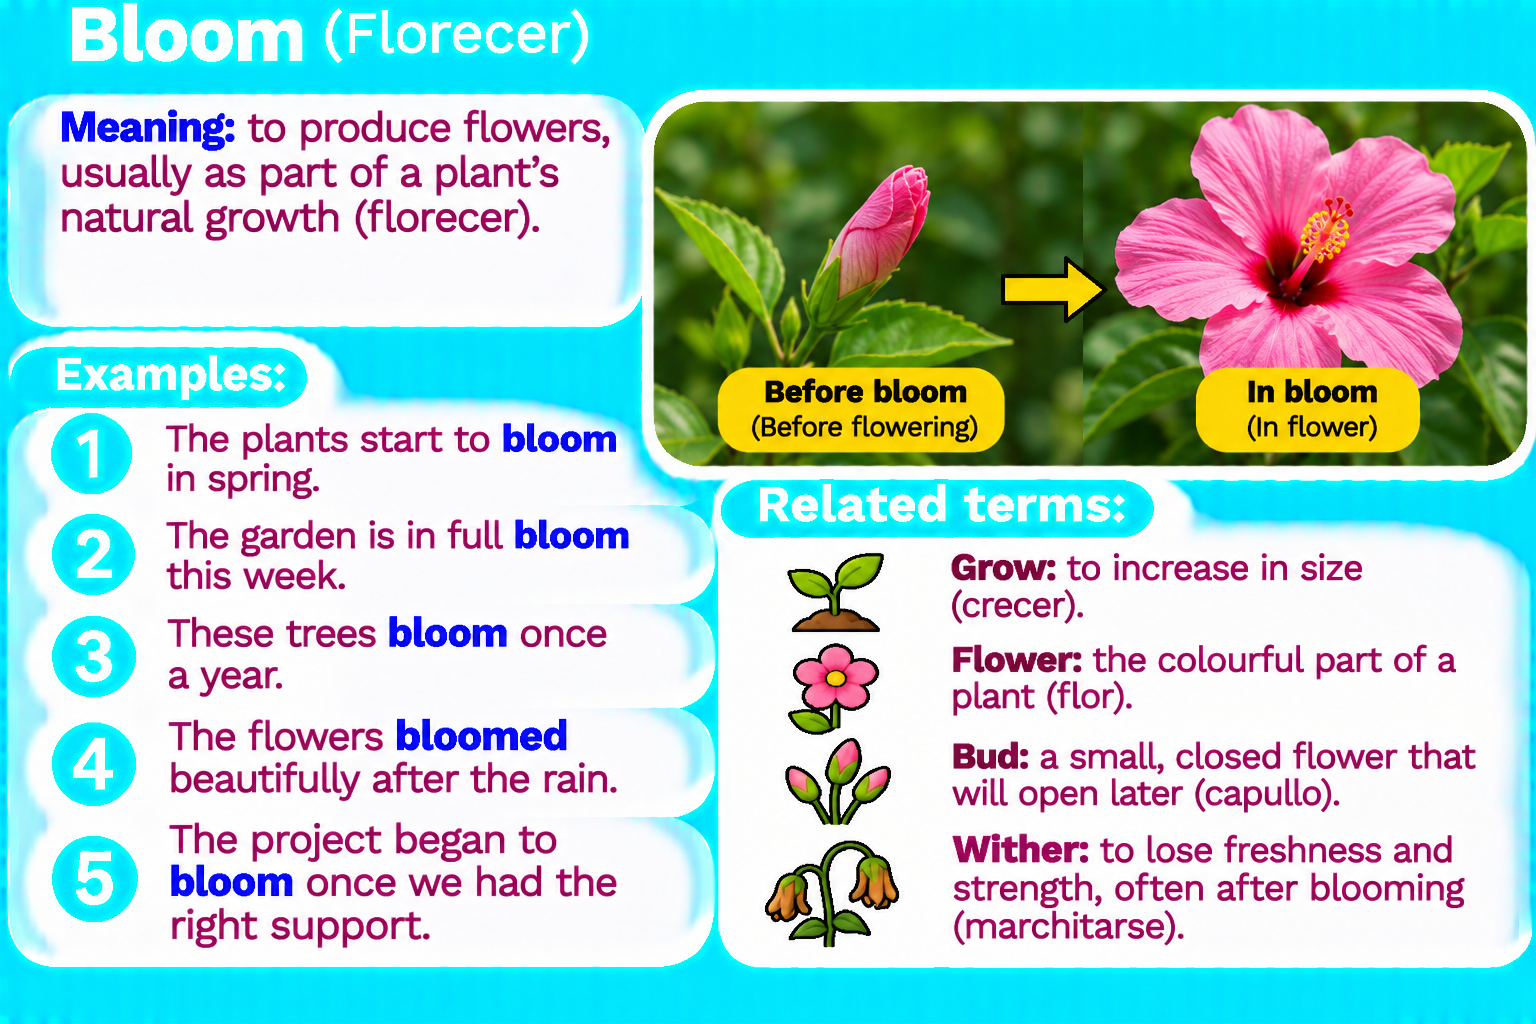 Bloom (Florecer)
Meaning: to produce flowers,
usually as part of a plant’s
natural growth (florecer).
Before bloom
(Before flowering)
In bloom
(In flower)
Examples:
1 The plants start to bloom
in spring.
2 The garden is in full bloom
this week.
3 These trees bloom once
a year.
4 The flowers bloomed
beautifully after the rain.
5 The project began to
bloom once we had the
right support.
Related terms:
Grow: to increase in size
(crecer).
Flower: the colourful part of a
plant (flor).
Bud: a small, closed flower that
will open later (capullo).
Wither: to lose freshness and
strength, often after blooming
(marchitarse).